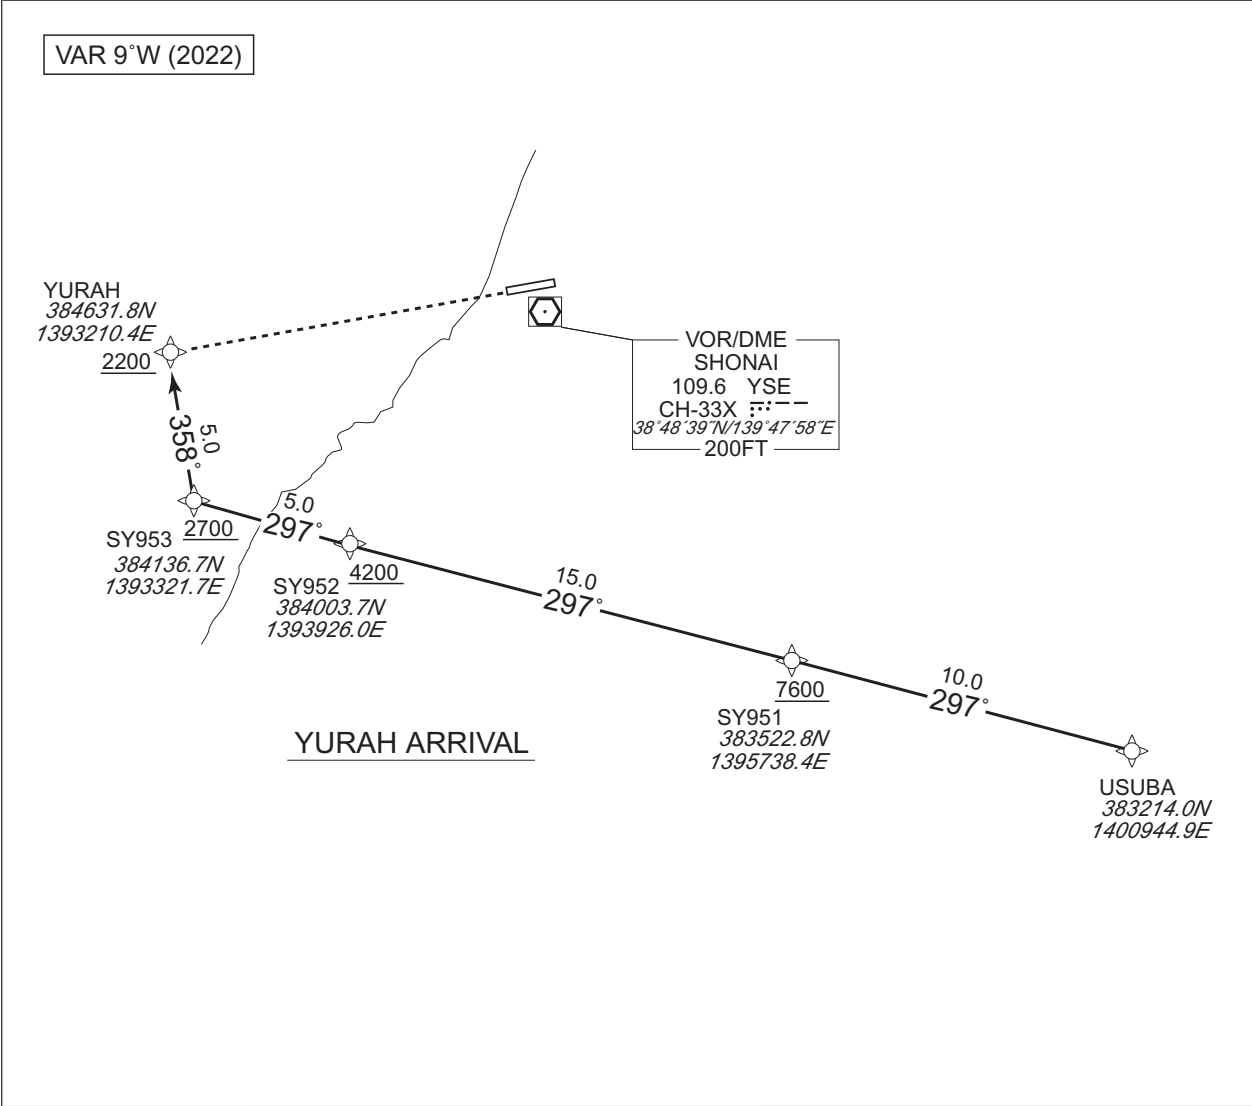 VAR 9°W (2022)
YURAH
384631.8N
1393210.4E
2200
VOR/DME
SHONAI
109.6 YSE
CH-33X
38°48′39″N/139°47′58″E
200FT
5.0
358°
5.0
297°
2700
SY953
384136.7N
1393321.7E
4200
SY952
384003.7N
1393926.0E
15.0
297°
7600
SY951
383522.8N
1395738.4E
10.0
297°
YURAH ARRIVAL
USUBA
383214.0N
1400944.9E